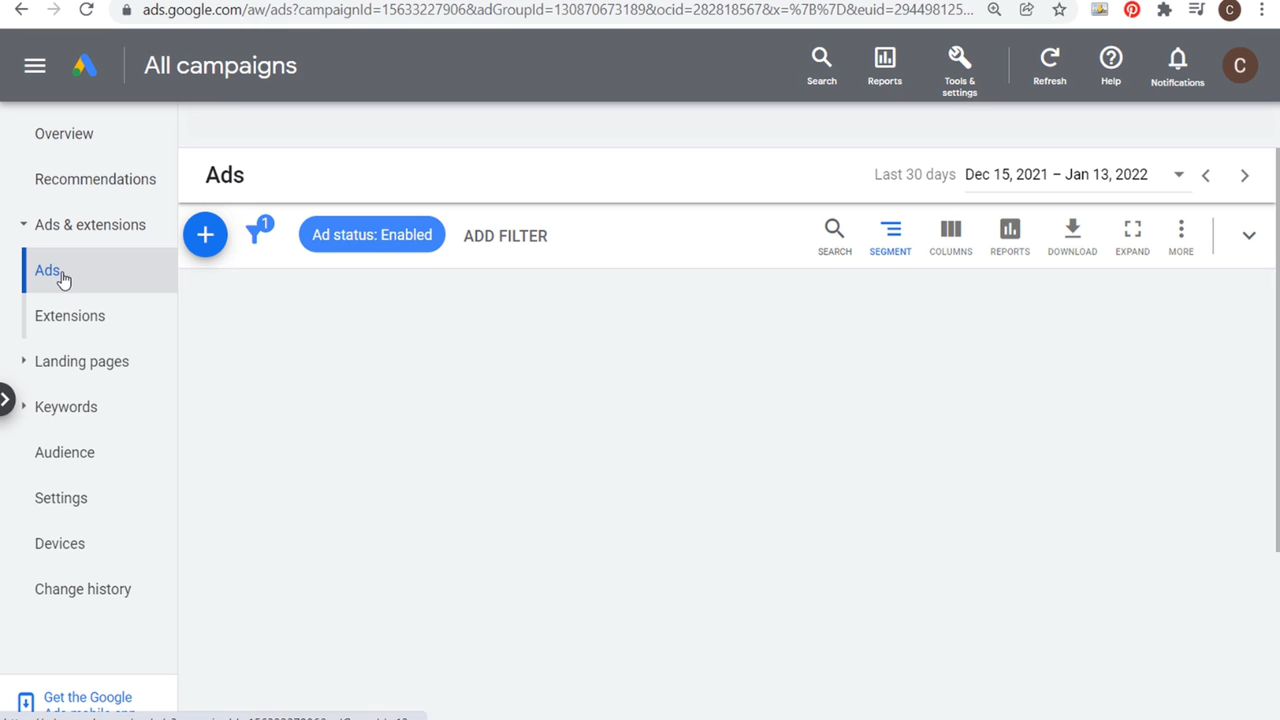 ads.google.com/aw/ads?campaignId=15633227906&adGroupId=130870673189&ocid=282818567&x=%7B%7D&euid=294498125...
C
All campaigns
Search
Reports
Tools &
settings
Refresh
Help
Notifications
C
Overview
Recommendations
Ads & extensions
Ads
Extensions
Landing pages
Keywords
Audience
Settings
Devices
Change history
Get the Google
Ads mobile app
Ads
Last 30 days Dec 15, 2021 – Jan 13, 2022
1
Ad status: Enabled
ADD FILTER
SEARCH
SEGMENT
COLUMNS
REPORTS
DOWNLOAD
EXPAND
MORE